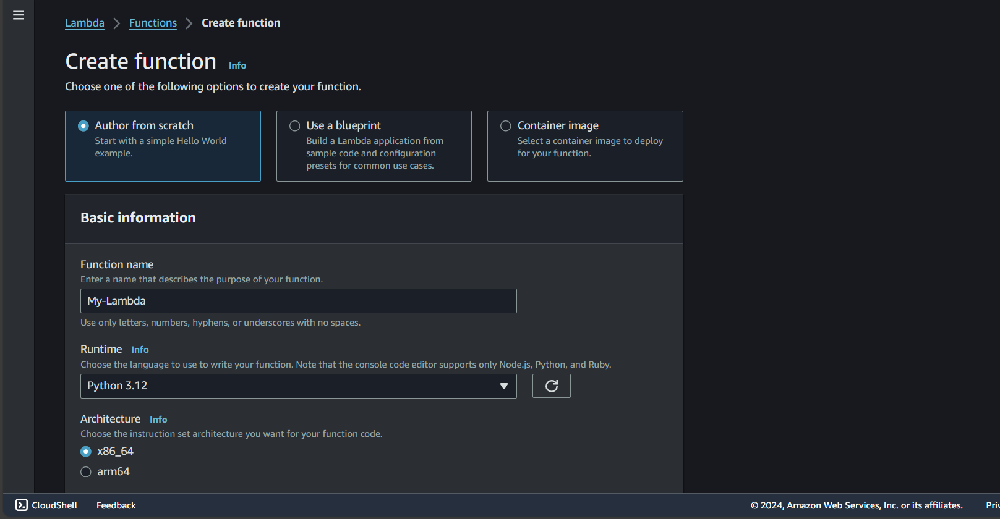 Lambda > Functions > Create function
Create function Info
Choose one of the following options to create your function.
Author from scratch
Start with a simple Hello World
example.
Use a blueprint
Build a Lambda application from
sample code and configuration
presets for common use cases.
Container image
Select a container image to deploy
for your function.
Basic information
Function name
Enter a name that describes the purpose of your function.
My-Lambda
Use only letters, numbers, hyphens, or underscores with no spaces.
Runtime Info
Choose the language to use to write your function. Note that the console code editor supports only Node.js, Python, and Ruby.
Python 3.12
Architecture Info
Choose the instruction set architecture you want for your function code.
x86_64
arm64
CloudShell Feedback © 2024, Amazon Web Services, Inc. or its affiliates.